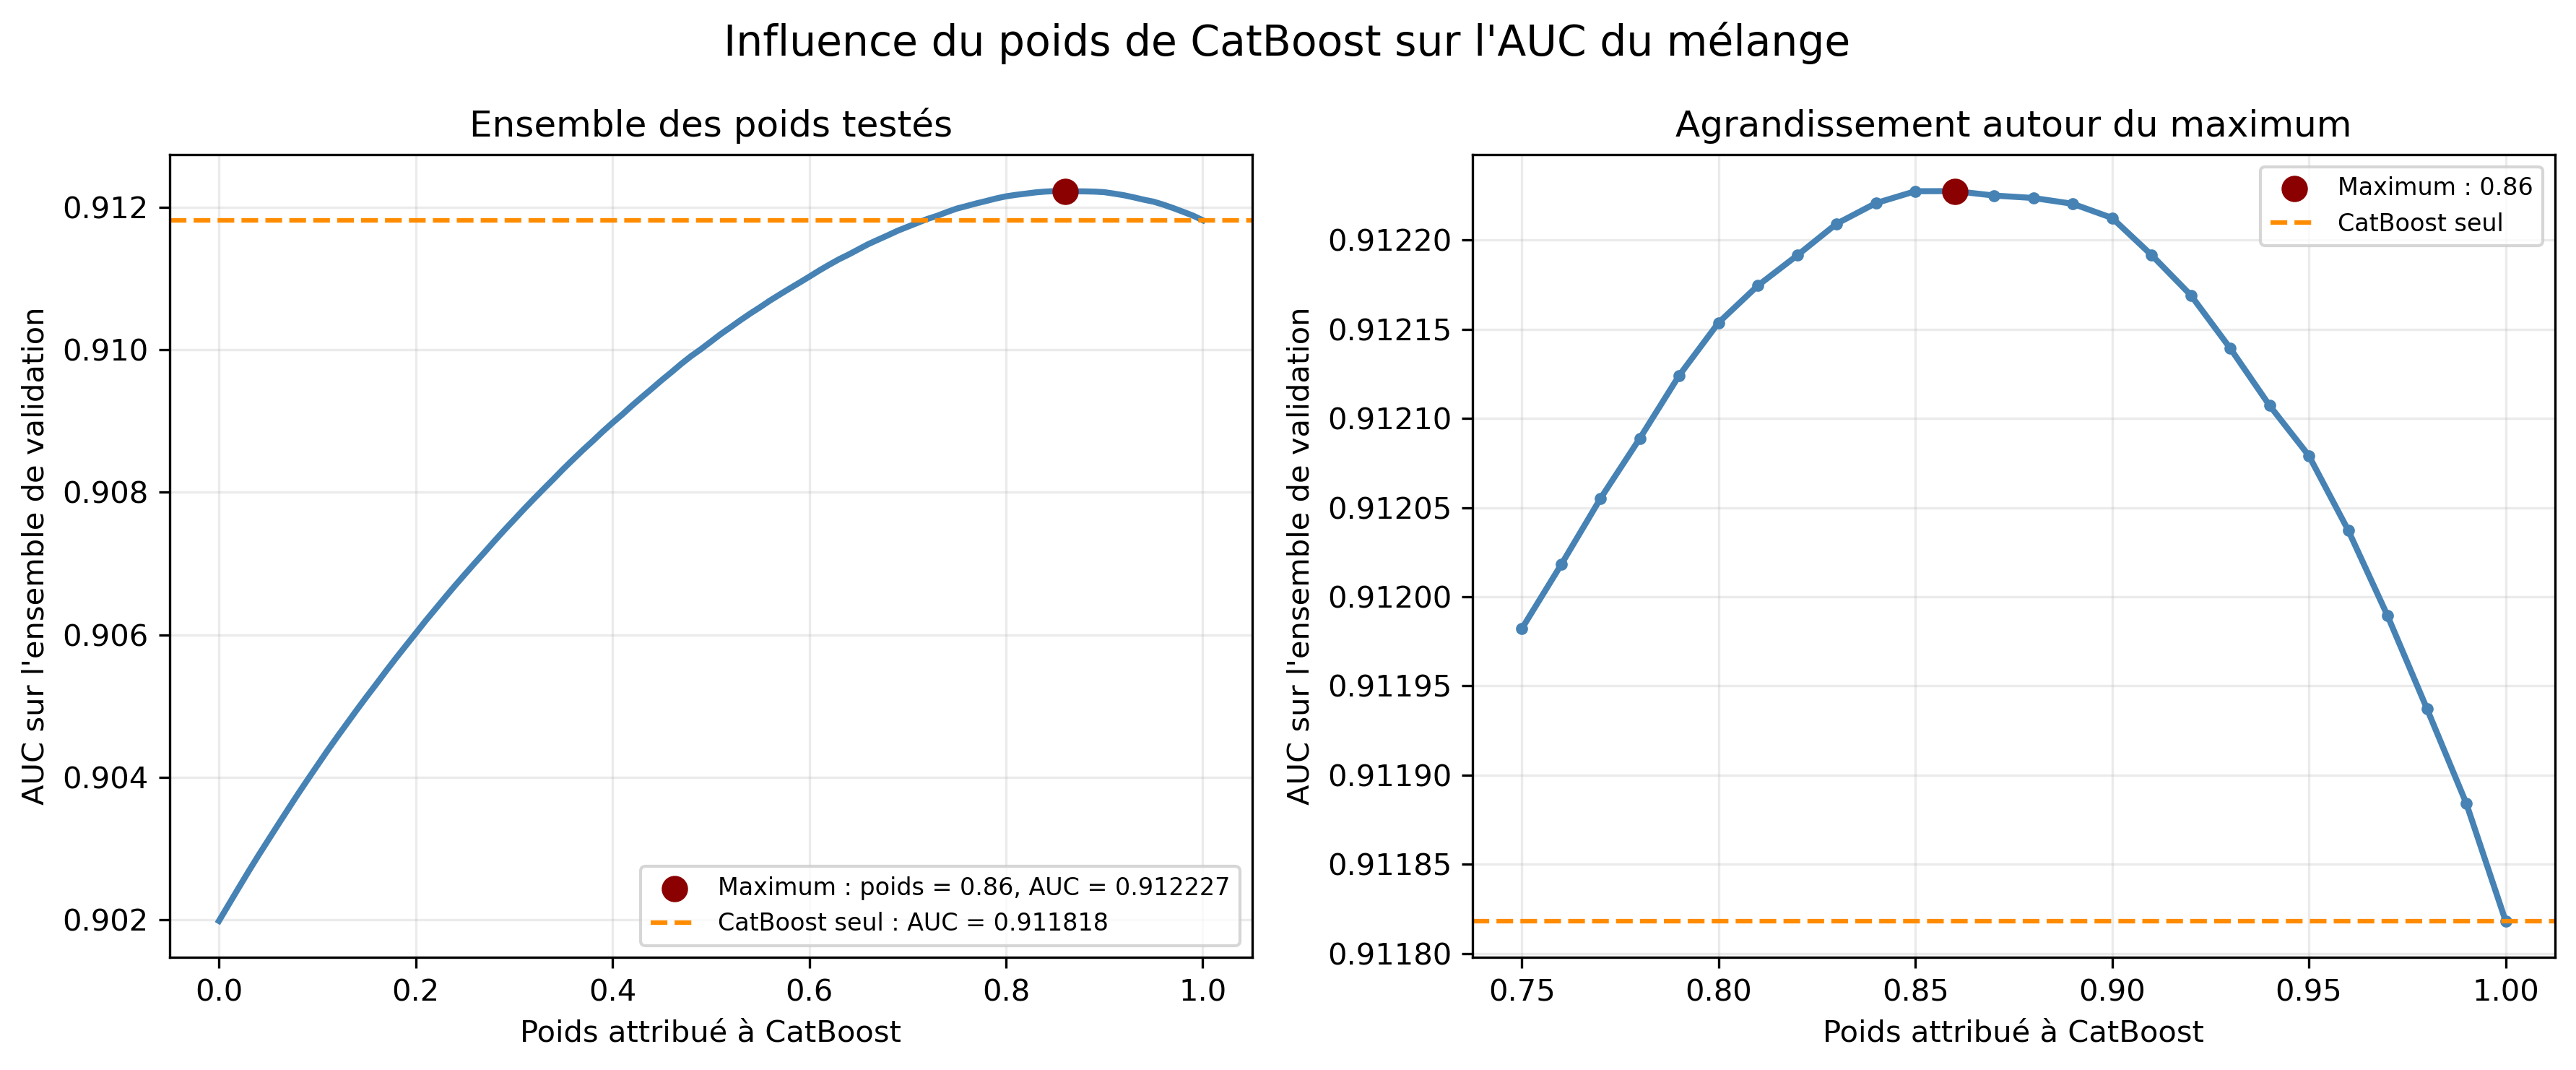 Influence du poids de CatBoost sur l'AUC du mélange
Ensemble des poids testés
AUC sur l'ensemble de validation
0.912
0.910
0.908
0.906
0.904
0.902
Maximum : poids = 0.86, AUC = 0.912227
CatBoost seul : AUC = 0.911818
0.0 0.2 0.4 0.6 0.8 1.0
Poids attribué à CatBoost
Agrandissement autour du maximum
AUC sur l'ensemble de validation
Maximum : 0.86
CatBoost seul
0.91220
0.91215
0.91210
0.91205
0.91200
0.91195
0.91190
0.91185
0.91180
0.75 0.80 0.85 0.90 0.95 1.00
Poids attribué à CatBoost